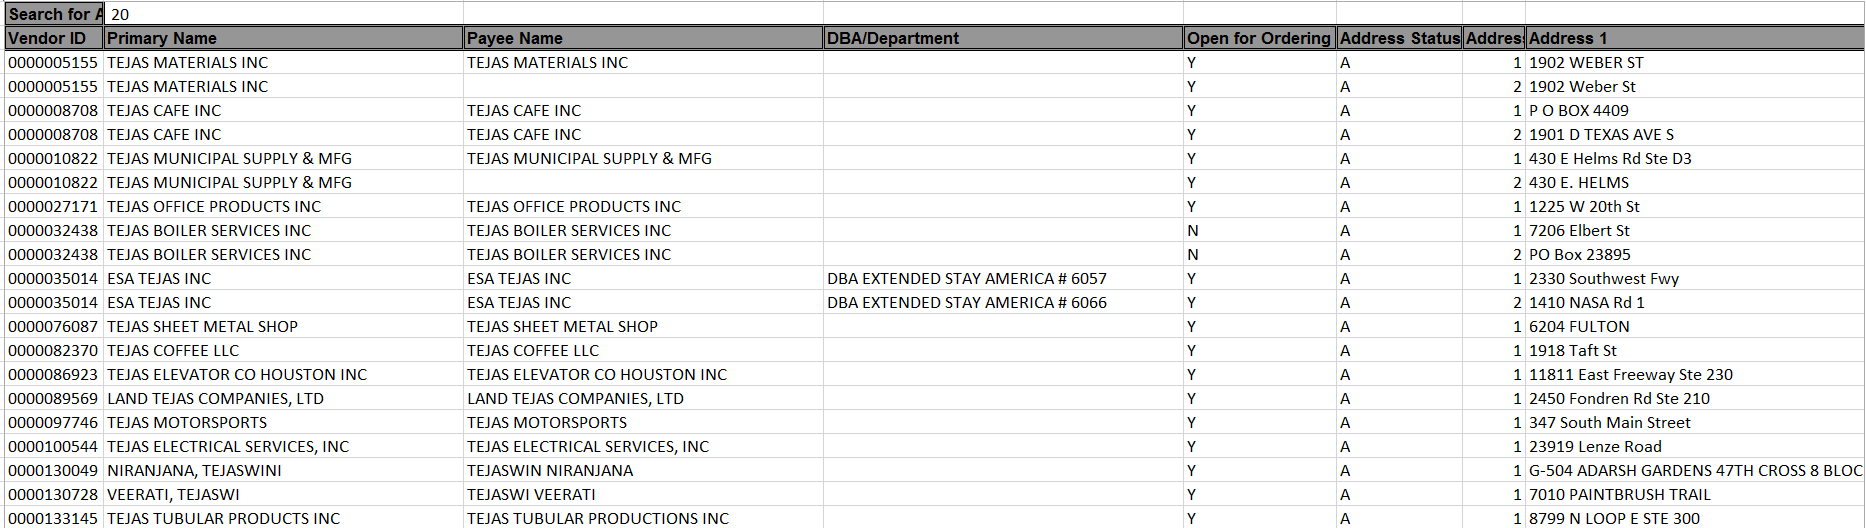 Search for A 20
Vendor ID Primary Name Payee Name DBA/Department Open for Ordering Address Status Address Address 1
0000005155 TEJAS MATERIALS INC TEJAS MATERIALS INC Y A 1 1902 WEBER ST
0000005155 TEJAS MATERIALS INC Y A 2 1902 Weber St
0000008708 TEJAS CAFE INC TEJAS CAFE INC Y A 1 P O BOX 4409
0000008708 TEJAS CAFE INC TEJAS CAFE INC Y A 2 1901 D TEXAS AVE S
0000010822 TEJAS MUNICIPAL SUPPLY & MFG TEJAS MUNICIPAL SUPPLY & MFG Y A 1 430 E Helms Rd Ste D3
0000010822 TEJAS MUNICIPAL SUPPLY & MFG Y A 2 430 E. HELMS
0000027171 TEJAS OFFICE PRODUCTS INC TEJAS OFFICE PRODUCTS INC Y A 1 1225 W 20th St
0000032438 TEJAS BOILER SERVICES INC TEJAS BOILER SERVICES INC N A 1 7206 Elbert St
0000032438 TEJAS BOILER SERVICES INC TEJAS BOILER SERVICES INC N A 2 PO Box 23895
0000035014 ESA TEJAS INC ESA TEJAS INC DBA EXTENDED STAY AMERICA # 6057 Y A 1 2330 Southwest Fwy
0000035014 ESA TEJAS INC ESA TEJAS INC DBA EXTENDED STAY AMERICA # 6066 Y A 2 1410 NASA Rd 1
0000076087 TEJAS SHEET METAL SHOP TEJAS SHEET METAL SHOP Y A 1 6204 FULTON
0000082370 TEJAS COFFEE LLC TEJAS COFFEE LLC Y A 1 1918 Taft St
0000086923 TEJAS ELEVATOR CO HOUSTON INC TEJAS ELEVATOR CO HOUSTON INC Y A 1 11811 East Freeway Ste 230
0000089569 LAND TEJAS COMPANIES, LTD LAND TEJAS COMPANIES, LTD Y A 1 2450 Fondren Rd Ste 210
0000097746 TEJAS MOTORSPORTS TEJAS MOTORSPORTS Y A 1 347 South Main Street
0000100544 TEJAS ELECTRICAL SERVICES, INC TEJAS ELECTRICAL SERVICES, INC Y A 1 23919 Lenze Road
0000130049 NIRANJANA, TEJASWINI TEJASWIN NIRANJANA Y A 1 G-504 ADARSH GARDENS 47TH CROSS 8 BLOC
0000130728 VEERATI, TEJASWI TEJASWI VEERATI Y A 1 7010 PAINTBRUSH TRAIL
0000133145 TEJAS TUBULAR PRODUCTS INC TEJAS TUBULAR PRODUCTIONS INC Y A 1 8799 N LOOP E STE 300